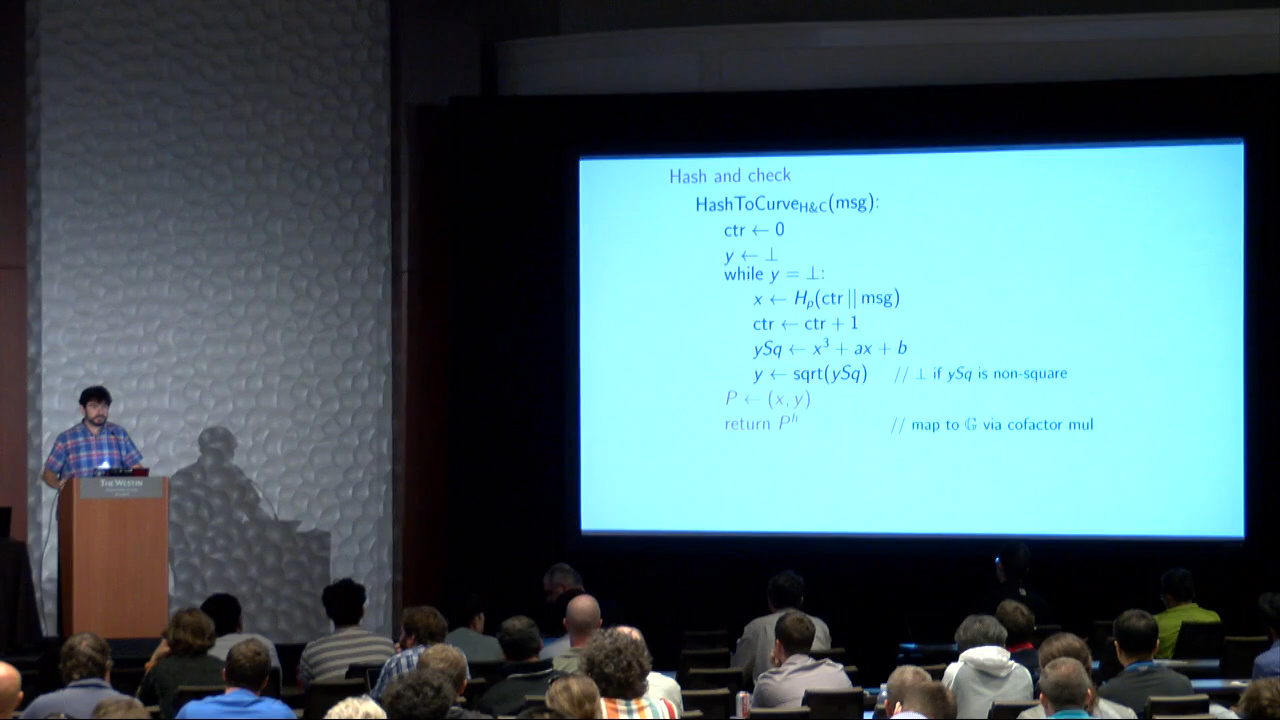 Hash and check
HashToCurveH&C(msg):
ctr ← 0
y ← ⊥
while y = ⊥:
x ← Hp(ctr || msg)
ctr ← ctr + 1
ySq ← x³ + ax + b
y ← sqrt(ySq) // ⊥ if ySq is non-square
P ← (x, y)
return Pʰ // map to 𝔾 via cofactor mul
THE WESTIN